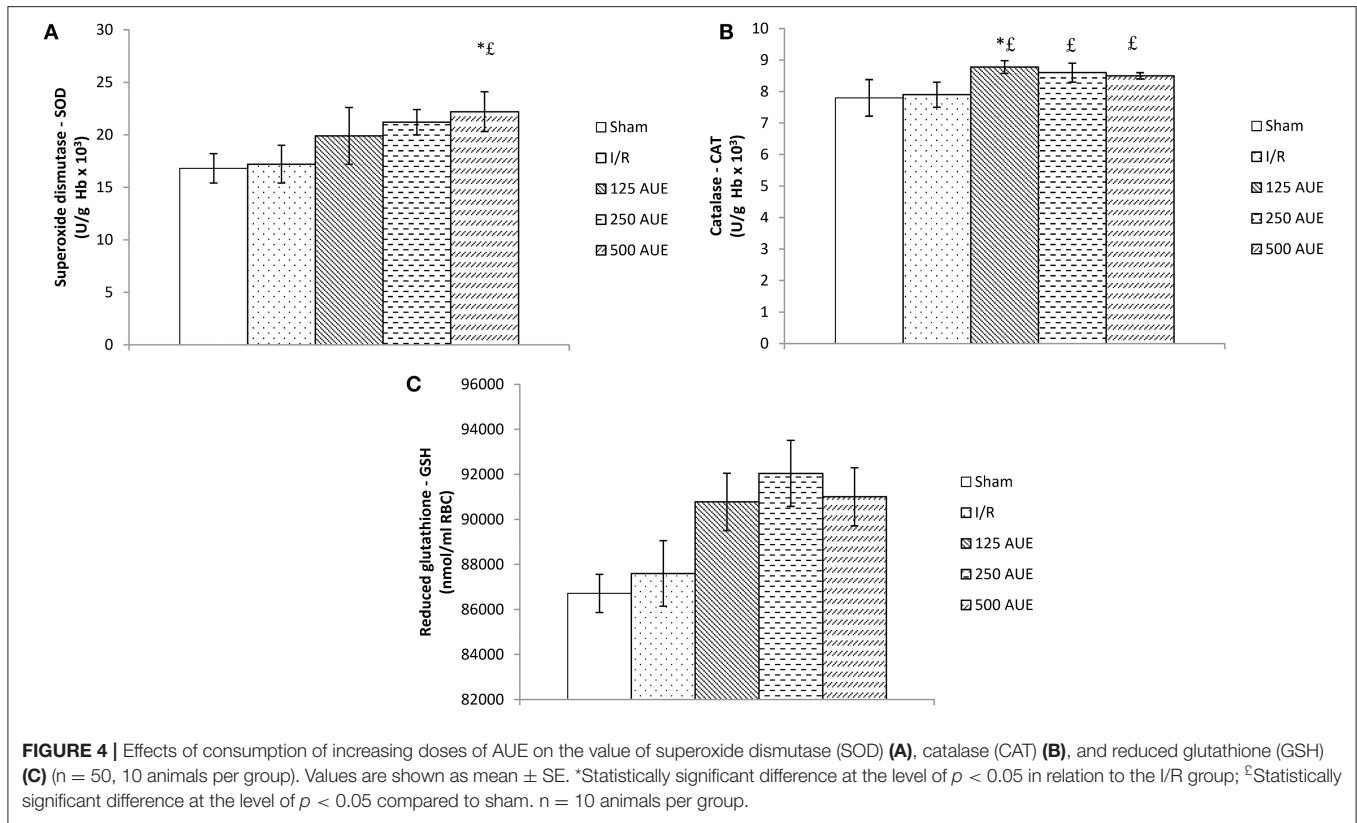 A
Superoxide dismutase - SOD
(U/g Hb x 10³)
30
25
20
15
10
5
0
*£
Sham
I/R
125 AUE
250 AUE
500 AUE
B
Catalase - CAT
(U/g Hb x 10³)
10
9
8
7
6
5
4
3
2
1
0
*£
£
£
Sham
I/R
125 AUE
250 AUE
500 AUE
C
Reduced glutathione - GSH
(nmol/ml RBC)
96000
94000
92000
90000
88000
86000
84000
82000
Sham
I/R
125 AUE
250 AUE
500 AUE
FIGURE 4 | Effects of consumption of increasing doses of AUE on the value of superoxide dismutase (SOD) (A), catalase (CAT) (B), and reduced glutathione (GSH)
(C) (n = 50, 10 animals per group). Values are shown as mean ± SE. *Statistically significant difference at the level of p < 0.05 in relation to the I/R group; £Statistically
significant difference at the level of p < 0.05 compared to sham. n = 10 animals per group.